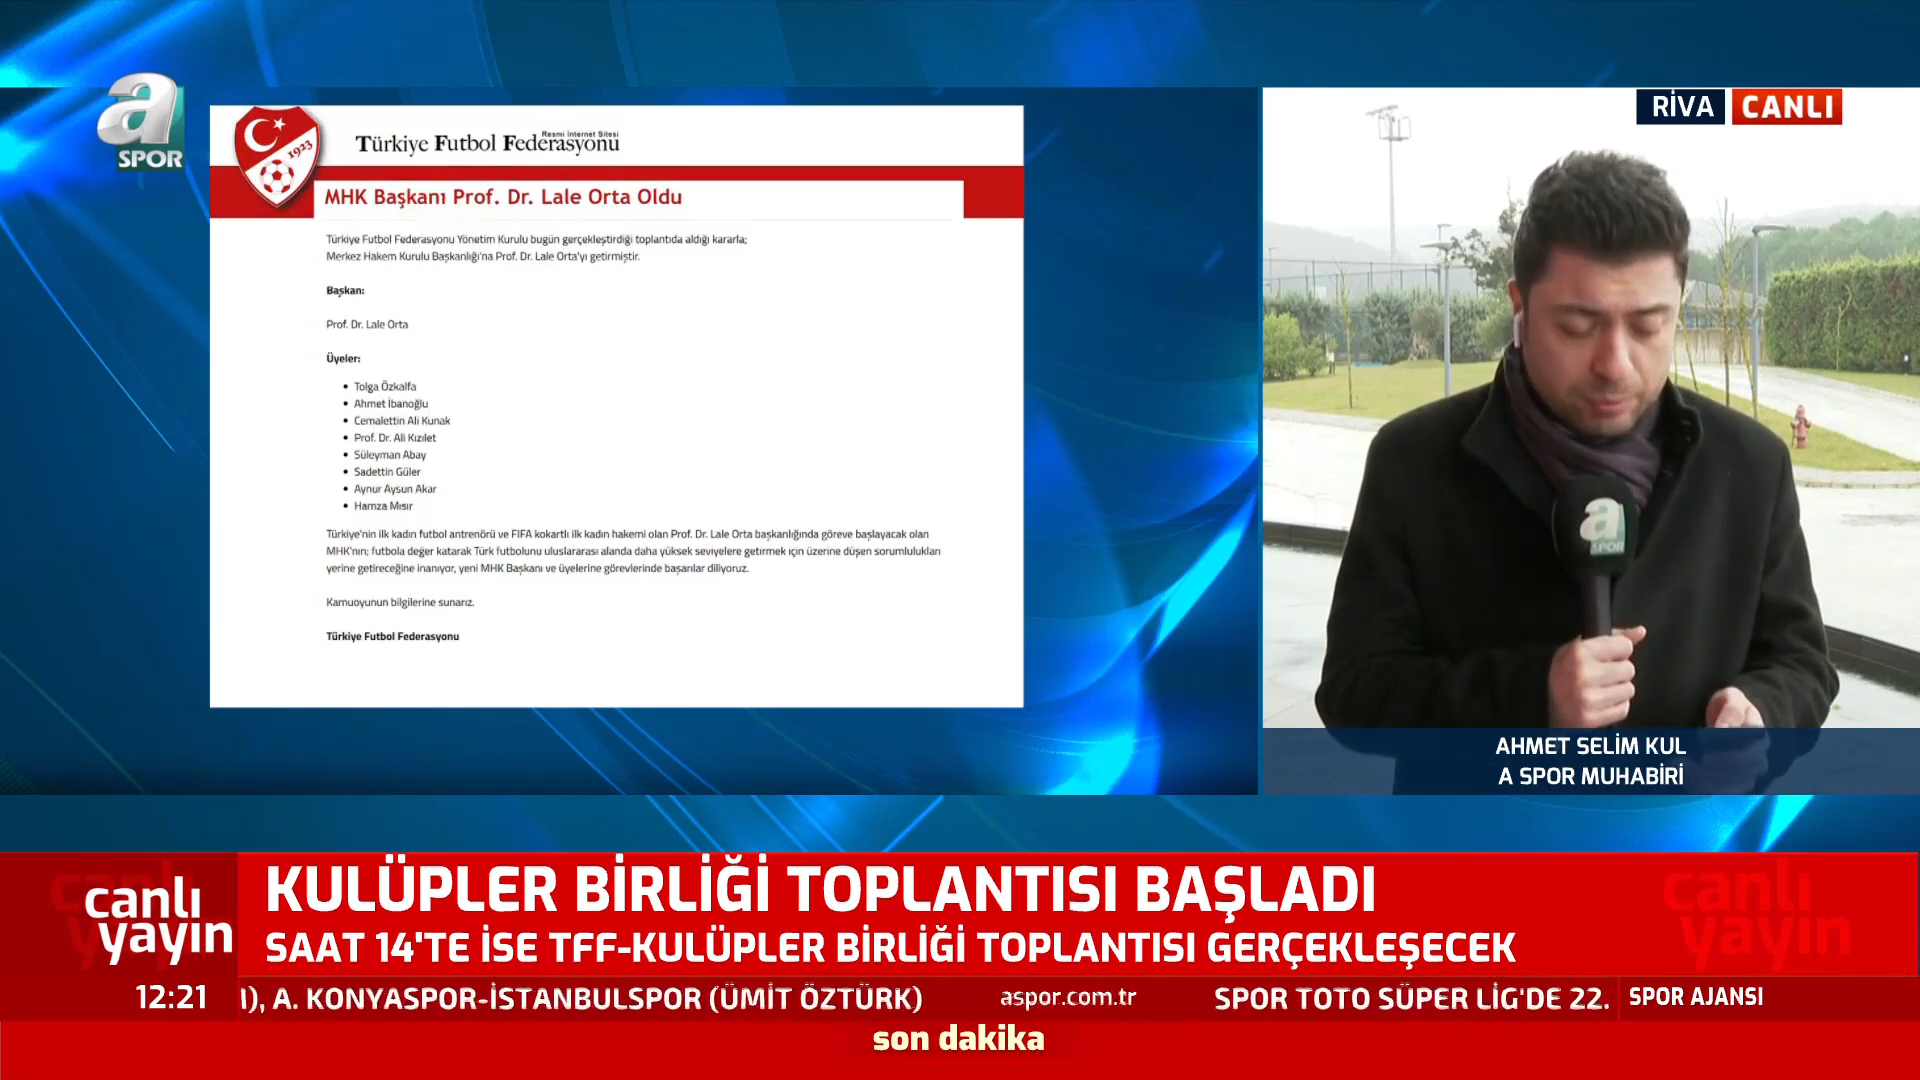 a
SPOR
1923
Resmi İnternet Sitesi
Türkiye Futbol Federasyonu
MHK Başkanı Prof. Dr. Lale Orta Oldu
Türkiye Futbol Federasyonu Yönetim Kurulu bugün gerçekleştirdiği toplantıda aldığı kararla;
Merkez Hakem Kurulu Başkanlığı'na Prof. Dr. Lale Orta'yı getirmiştir.
Başkan:
Prof. Dr. Lale Orta
Üyeler:
• Tolga Özkalfa
• Ahmet İbanoğlu
• Cemalettin Ali Kunak
• Prof. Dr. Ali Kızılet
• Süleyman Abay
• Sadettin Güler
• Aynur Aysun Akar
• Hamza Mısır
Türkiye'nin ilk kadın futbol antrenörü ve FIFA kokartlı ilk kadın hakemi olan Prof. Dr. Lale Orta başkanlığında göreve başlayacak olan
MHK'nın; futbola değer katarak Türk futbolunu uluslararası alanda daha yüksek seviyelere getirmek için üzerine düşen sorumlulukları
yerine getireceğine inanıyor, yeni MHK Başkanı ve üyelerine görevlerinde başarılar diliyoruz.
Kamuoyunun bilgilerine sunarız.
Türkiye Futbol Federasyonu
RİVA CANLI
a
SPOR
AHMET SELİM KUL
A SPOR MUHABİRİ
canlı
yayın
KULÜPLER BİRLİĞİ TOPLANTISI BAŞLADI
SAAT 14'TE İSE TFF-KULÜPLER BİRLİĞİ TOPLANTISI GERÇEKLEŞECEK
canlı
yayın
12:21 ), A. KONYASPOR-İSTANBULSPOR (ÜMİT ÖZTÜRK) aspor.com.tr SPOR TOTO SÜPER LİG'DE 22. SPOR AJANSI
son dakika